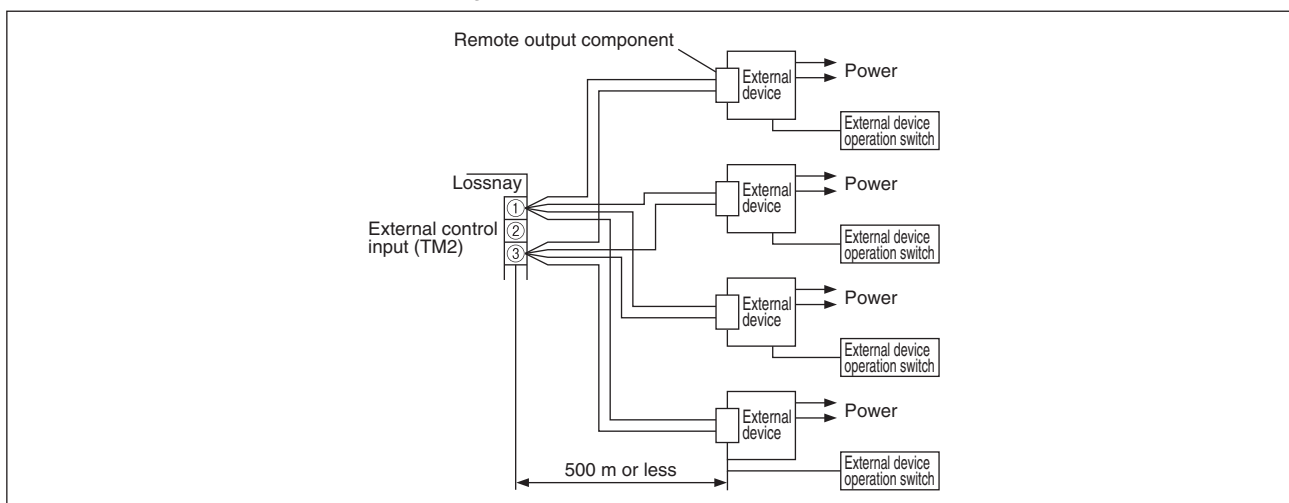 Remote output component
External
device
Power
External device
operation switch
Lossnay
External control
input (TM2)
①
②
③
External
device
Power
External device
operation switch
External
device
Power
External device
operation switch
External
device
Power
500 m or less
External device
operation switch